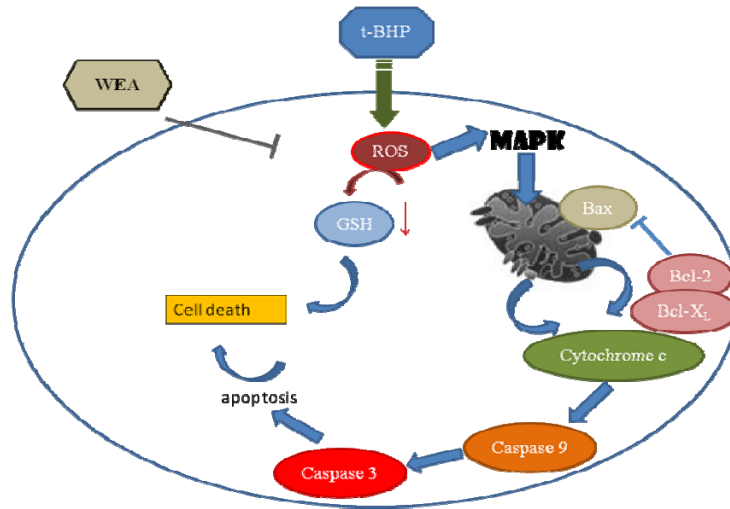 t-BHP
WEA
ROS
MAPK
GSH
Bax
Bcl-2
Bcl-XL
Cell death
Cytochrome c
apoptosis
Caspase 9
Caspase 3